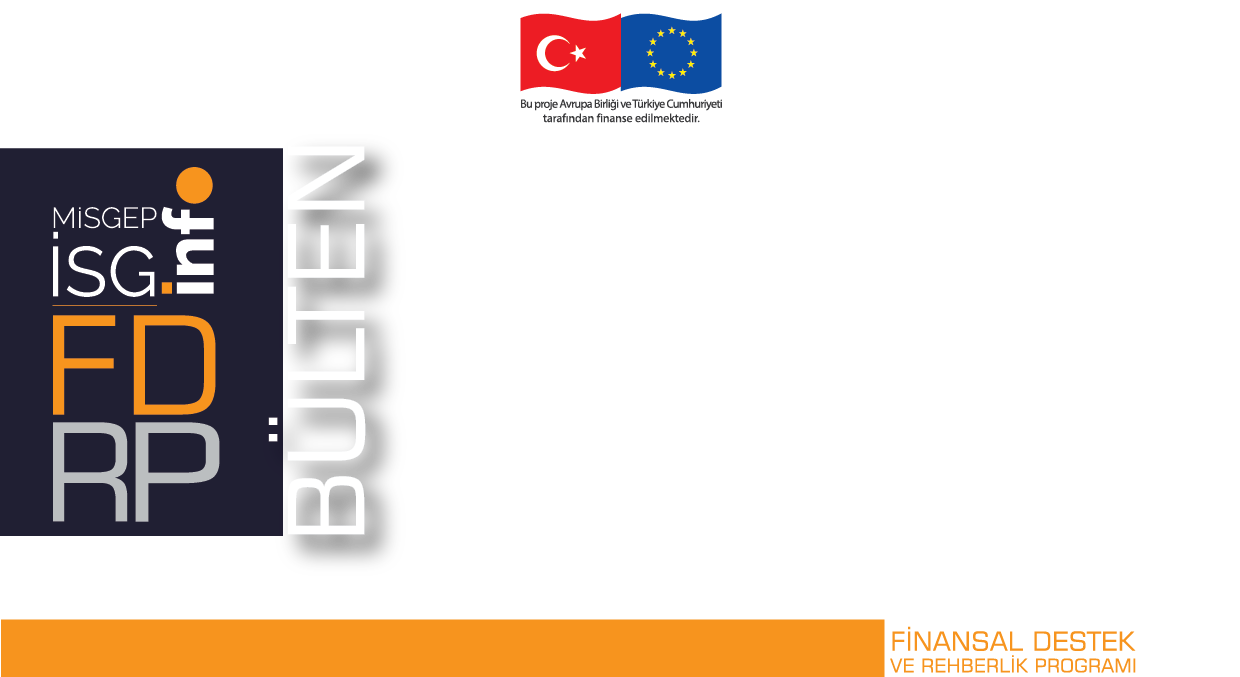 Bu proje Avrupa Birliği ve Türkiye Cumhuriyeti
tarafından finanse edilmektedir.
MiSGEP
İSG.inf
FD
RP
BÜLTEN
FİNANSAL DESTEK
VE REHBERLİK PROGRAMI